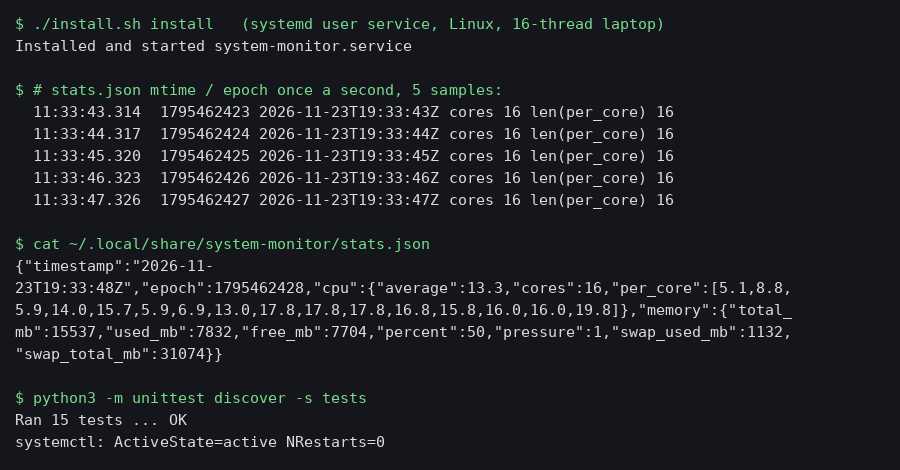 $ ./install.sh install   (systemd user service, Linux, 16-thread laptop)
Installed and started system-monitor.service
$ # stats.json mtime / epoch once a second, 5 samples:
  11:33:43.314  1795462423 2026-11-23T19:33:43Z cores 16 len(per_core) 16
  11:33:44.317  1795462424 2026-11-23T19:33:44Z cores 16 len(per_core) 16
  11:33:45.320  1795462425 2026-11-23T19:33:45Z cores 16 len(per_core) 16
  11:33:46.323  1795462426 2026-11-23T19:33:46Z cores 16 len(per_core) 16
  11:33:47.326  1795462427 2026-11-23T19:33:47Z cores 16 len(per_core) 16
$ cat ~/.local/share/system-monitor/stats.json
{"timestamp":"2026-11-
23T19:33:48Z","epoch":1795462428,"cpu":{"average":13.3,"cores":16,"per_core":[5.1,8.8,
5.9,14.0,15.7,5.9,6.9,13.0,17.8,17.8,17.8,16.8,15.8,16.0,16.0,19.8]},"memory":{"total_
mb":15537,"used_mb":7832,"free_mb":7704,"percent":50,"pressure":1,"swap_used_mb":1132,
"swap_total_mb":31074}}
$ python3 -m unittest discover -s tests
Ran 15 tests ... OK
systemctl: ActiveState=active NRestarts=0